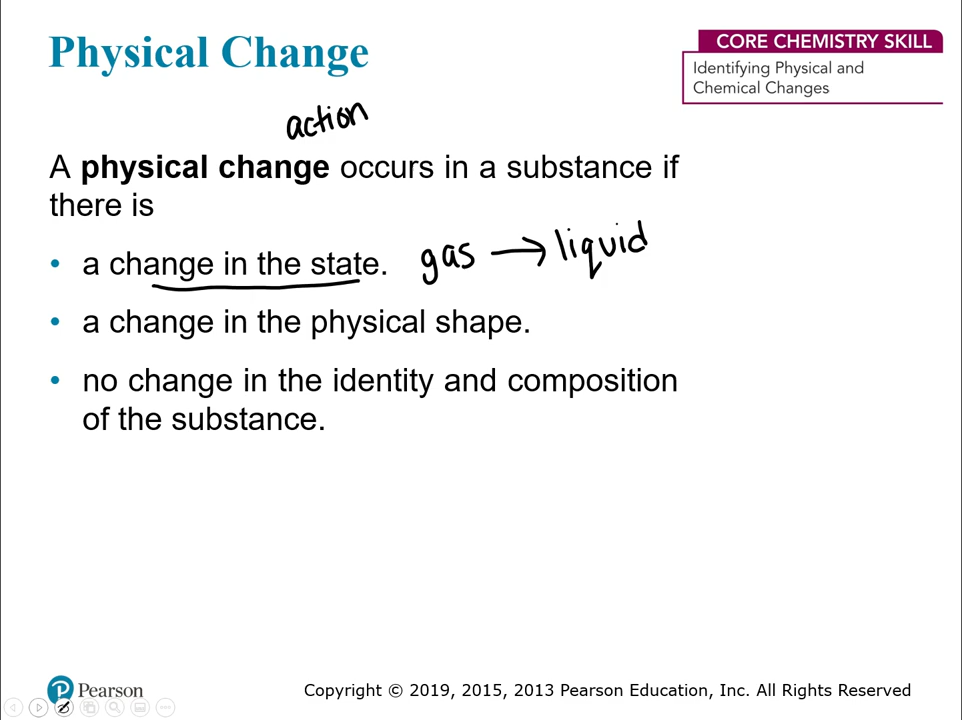 Physical Change
CORE CHEMISTRY SKILL
Identifying Physical and
Chemical Changes
action
A physical change occurs in a substance if
there is
• a change in the state. gas → liquid
• a change in the physical shape.
• no change in the identity and composition
of the substance.
Pearson
Copyright © 2019, 2015, 2013 Pearson Education, Inc. All Rights Reserved